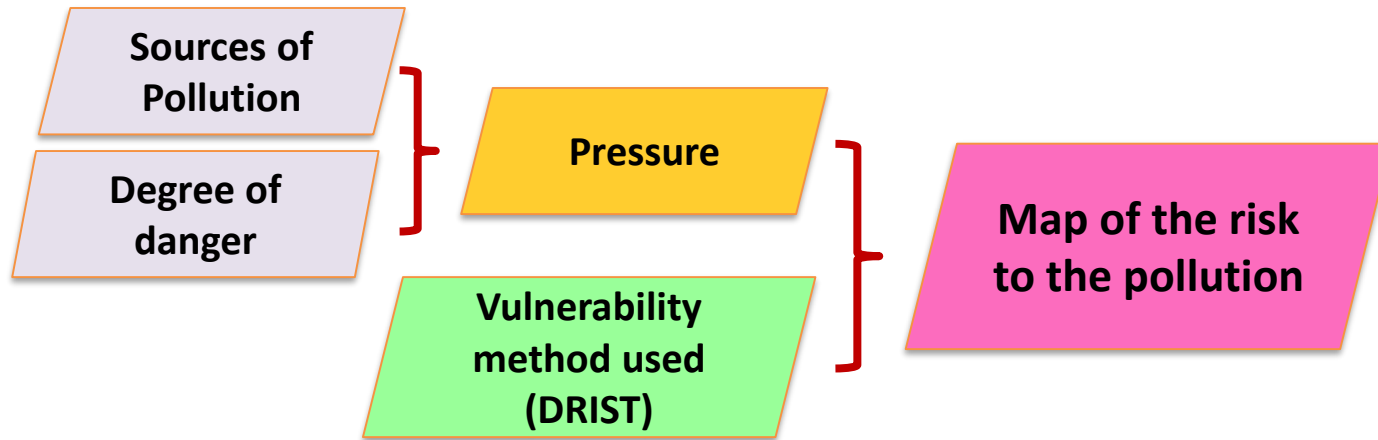 Sources of
Pollution
Degree of
danger
Pressure
Vulnerability
method used
(DRIST)
Map of the risk
to the pollution